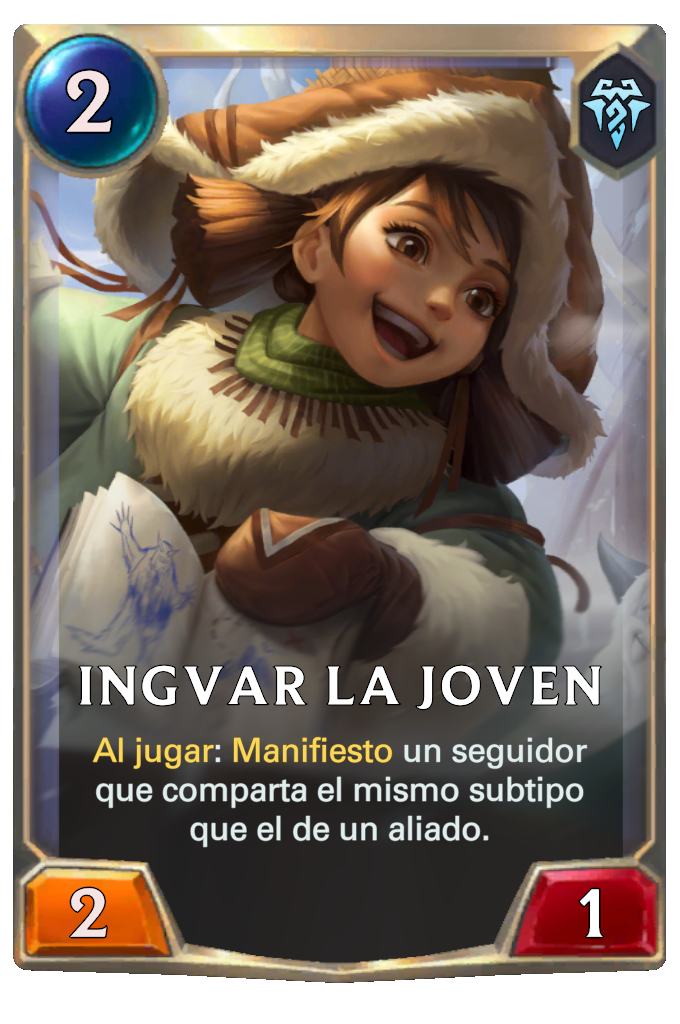 2
INGVAR LA JOVEN
Al jugar: Manifiesto un seguidor
que comparta el mismo subtipo
que el de un aliado.
2
1